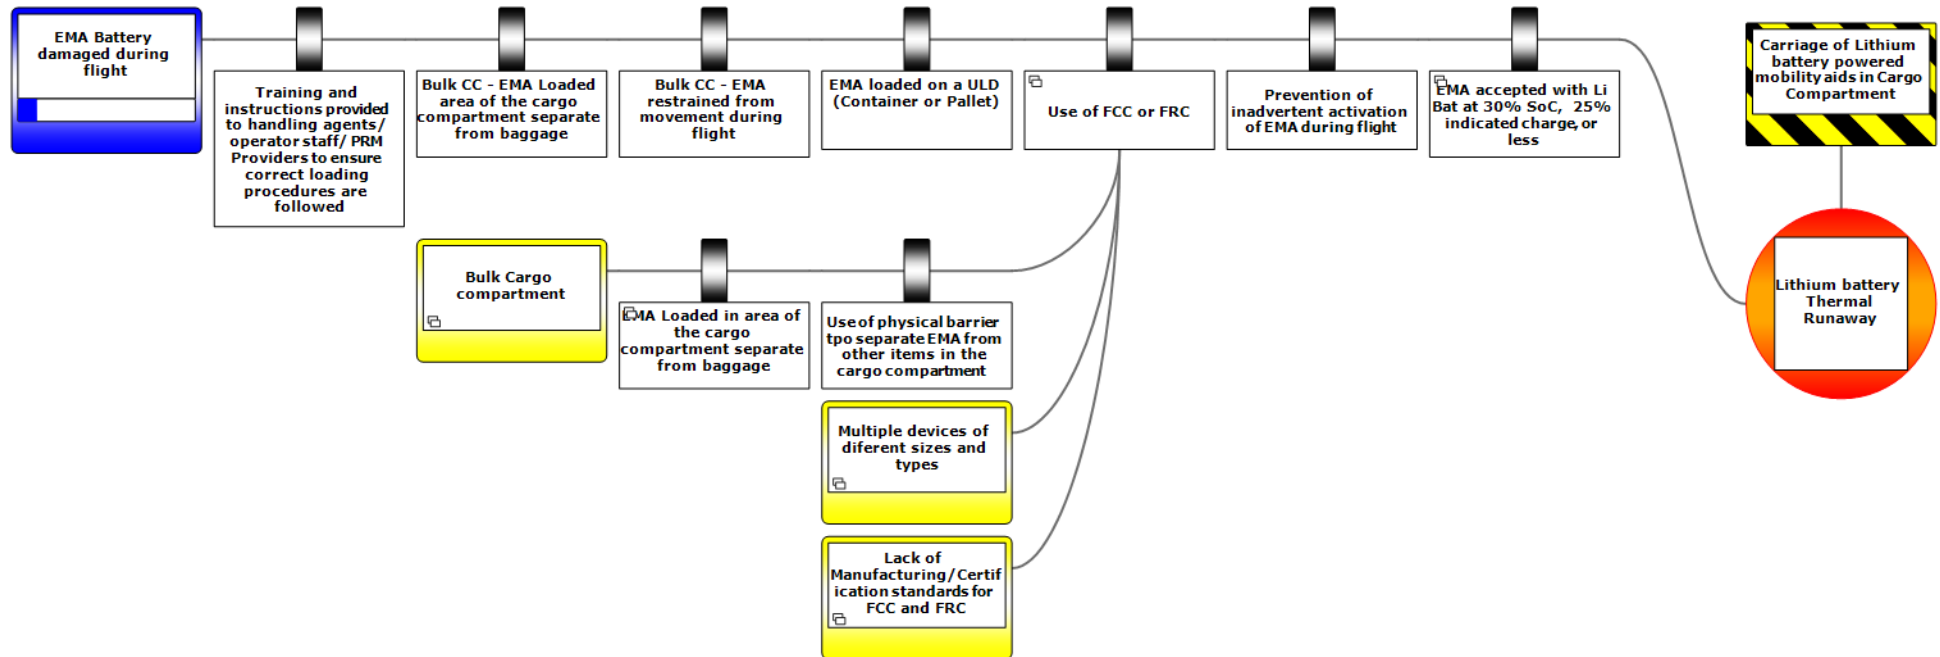 EMA Battery
damaged during
flight
Training and
instructions provided
to handling agents/
operator staff/ PRM
Providers to ensure
correct loading
procedures are
followed
Bulk CC - EMA Loaded
area of the cargo
compartment separate
from baggage
Bulk CC - EMA
restrained from
movement during
flight
EMA loaded on a ULD
(Container or Pallet)
Use of FCC or FRC
Prevention of
inadvertent activation
of EMA during flight
EMA accepted with Li
Bat at 30% SoC, 25%
indicated charge, or
less
Carriage of Lithium
battery powered
mobility aids in Cargo
Compartment
Lithium battery
Thermal
Runaway
Bulk Cargo
compartment
EMA Loaded in area of
the cargo
compartment separate
from baggage
Use of physical barrier
tpo separate EMA from
other items in the
cargo compartment
Multiple devices of
diferent sizes and
types
Lack of
Manufacturing/Certif
ication standards for
FCC and FRC